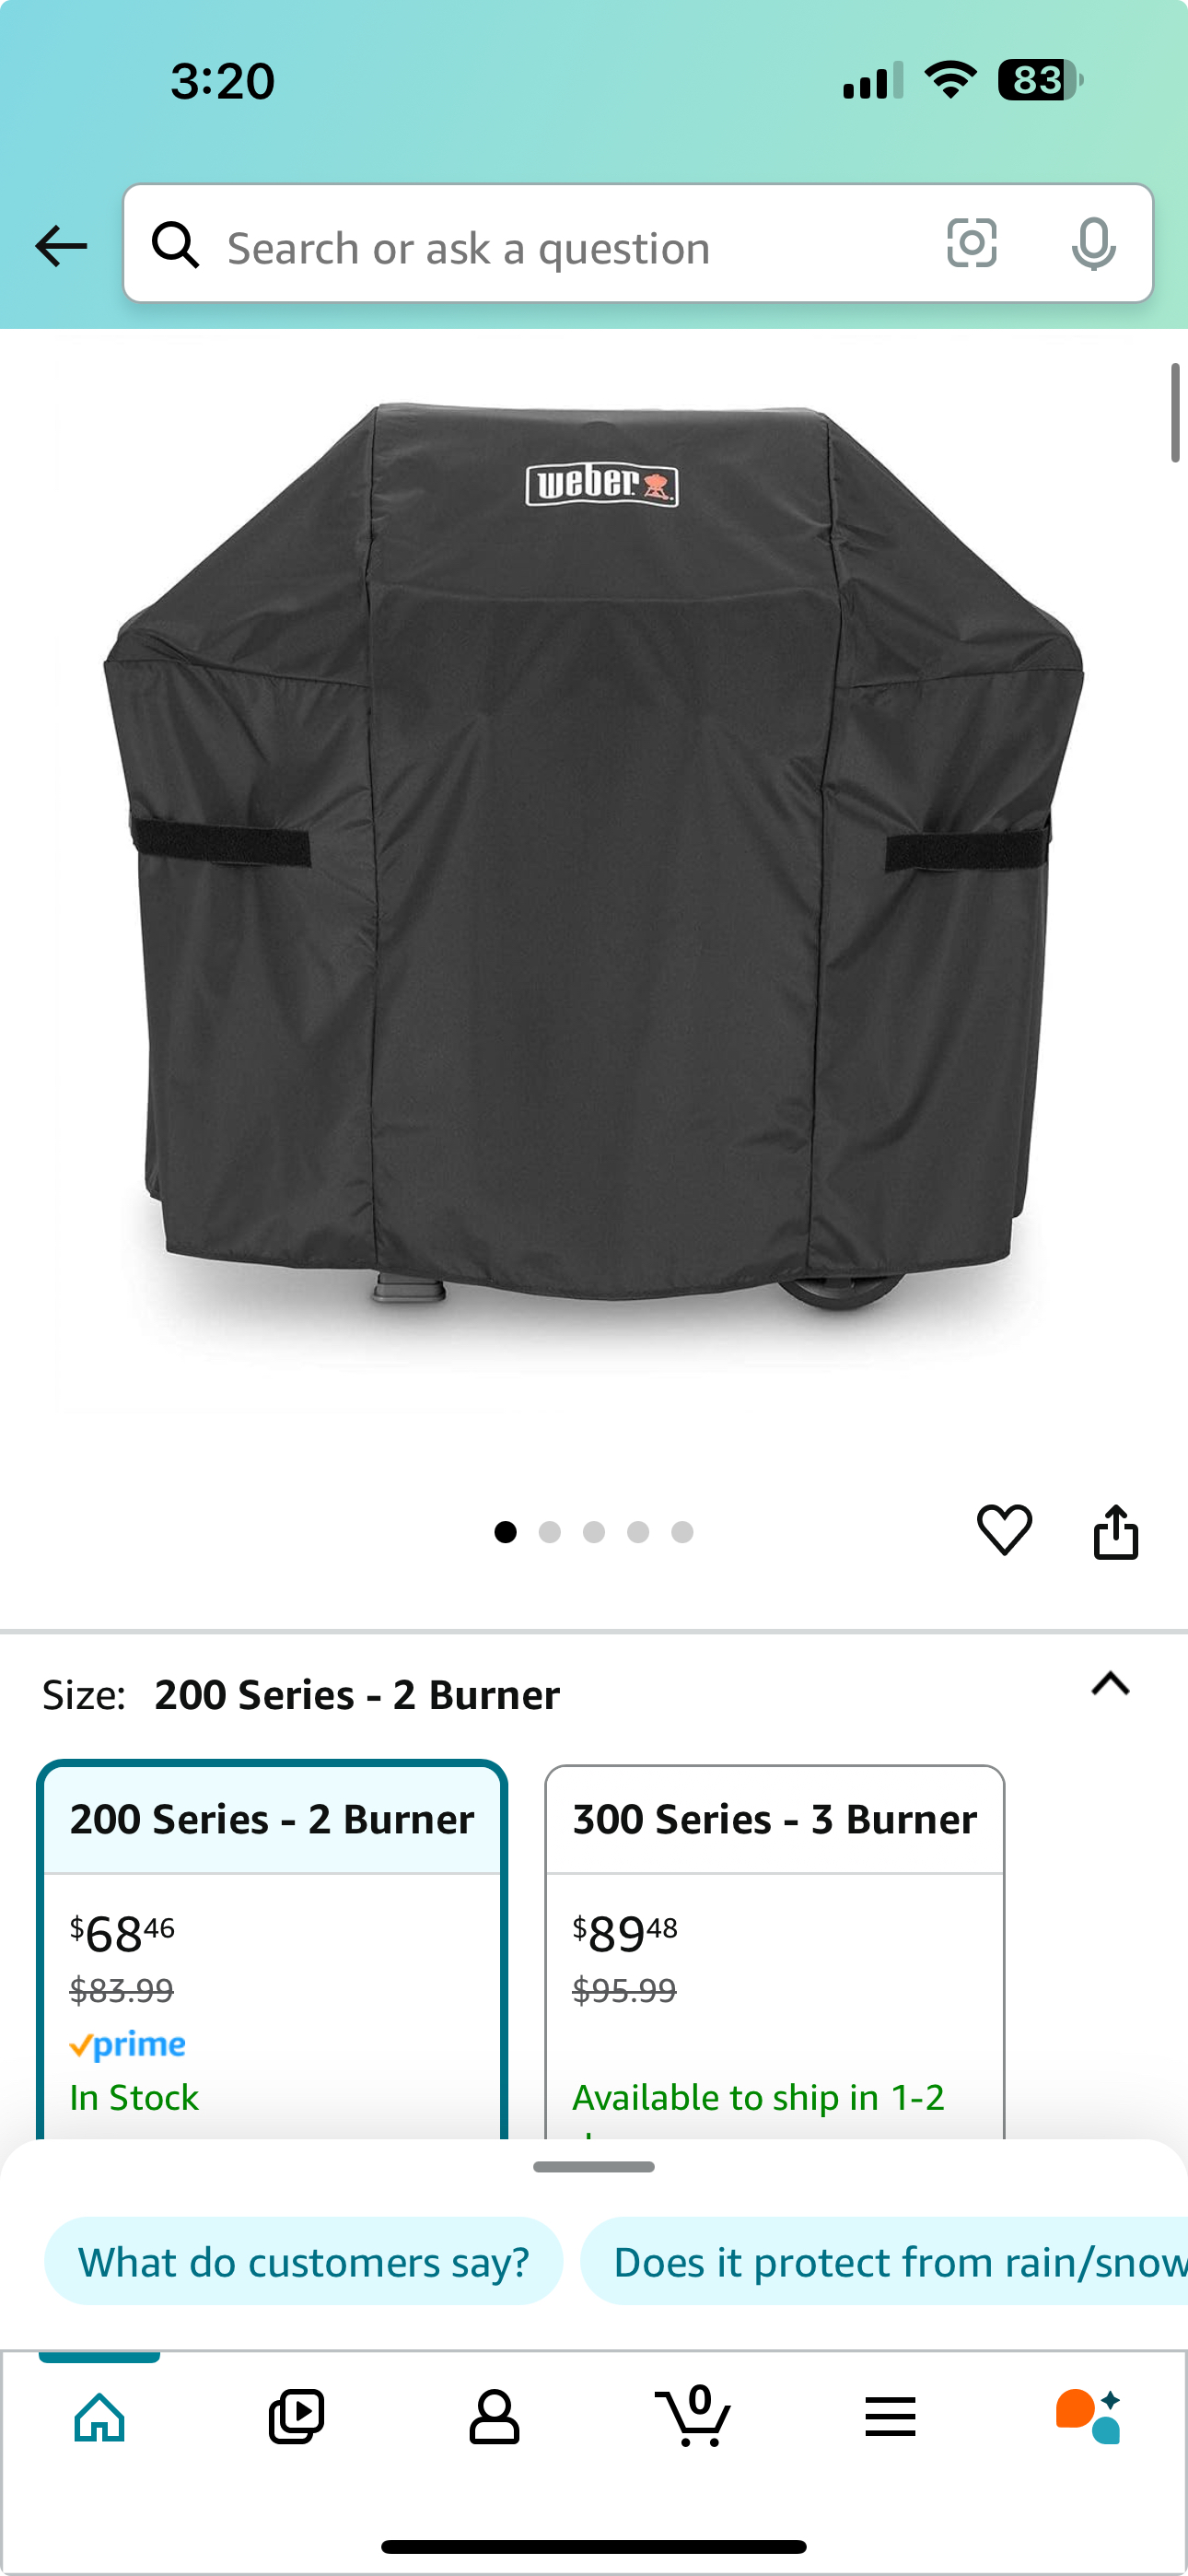 3:20
83
Search or ask a question
weber
Size: 200 Series - 2 Burner
200 Series - 2 Burner
$68.46
$83.99
prime
In Stock
300 Series - 3 Burner
$89.48
$95.99
Available to ship in 1-2
What do customers say?
Does it protect from rain/snow
0